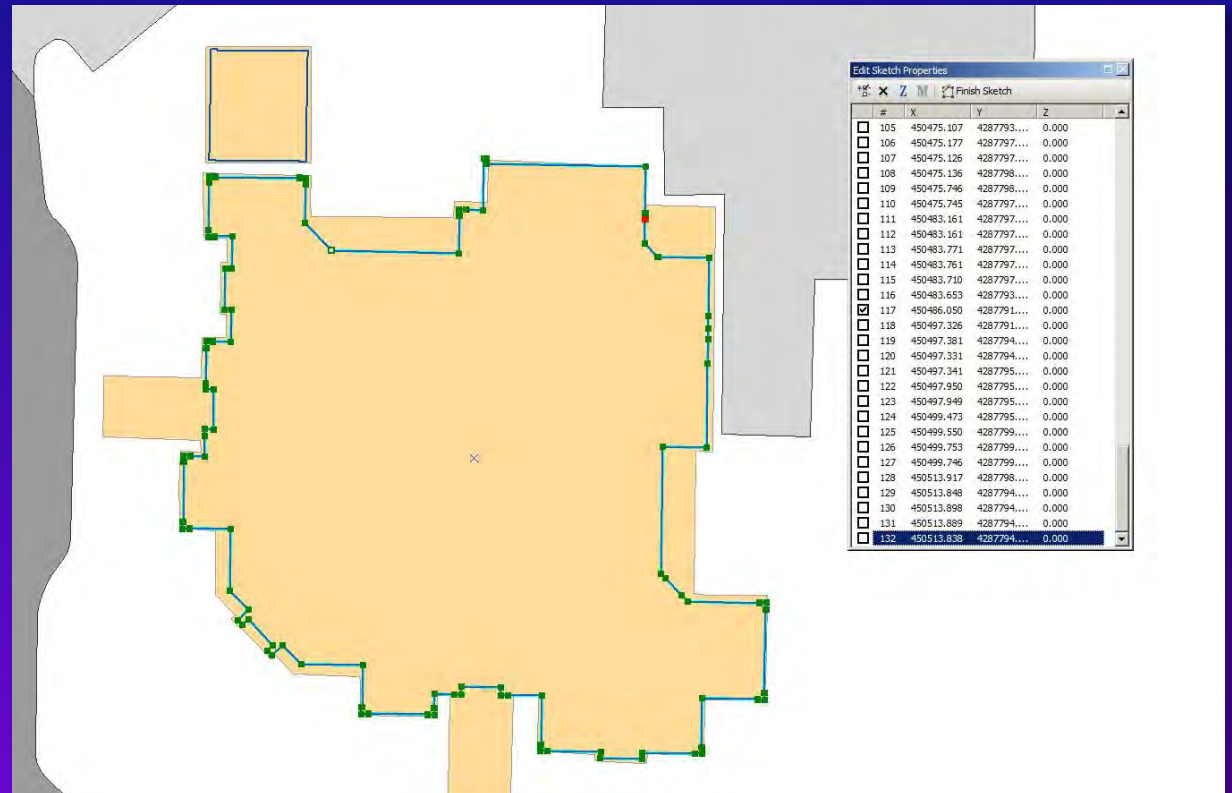 Edit Sketch Properties
Z M Finish Sketch
# X Y Z
105 450475.107 4287793.... 0.000
106 450475.177 4287797.... 0.000
107 450475.126 4287797.... 0.000
108 450475.136 4287798.... 0.000
109 450475.746 4287798.... 0.000
110 450475.745 4287797.... 0.000
111 450483.161 4287797.... 0.000
112 450483.161 4287797.... 0.000
113 450483.771 4287797.... 0.000
114 450483.761 4287797.... 0.000
115 450483.710 4287797.... 0.000
116 450483.653 4287793.... 0.000
117 450486.050 4287791.... 0.000
118 450497.326 4287791.... 0.000
119 450497.381 4287794.... 0.000
120 450497.331 4287794.... 0.000
121 450497.341 4287795.... 0.000
122 450497.950 4287795.... 0.000
123 450497.949 4287795.... 0.000
124 450499.473 4287795.... 0.000
125 450499.550 4287799.... 0.000
126 450499.753 4287799.... 0.000
127 450499.746 4287799.... 0.000
128 450513.917 4287798.... 0.000
129 450513.848 4287794.... 0.000
130 450513.898 4287794.... 0.000
131 450513.889 4287794.... 0.000
132 450513.838 4287794.... 0.000